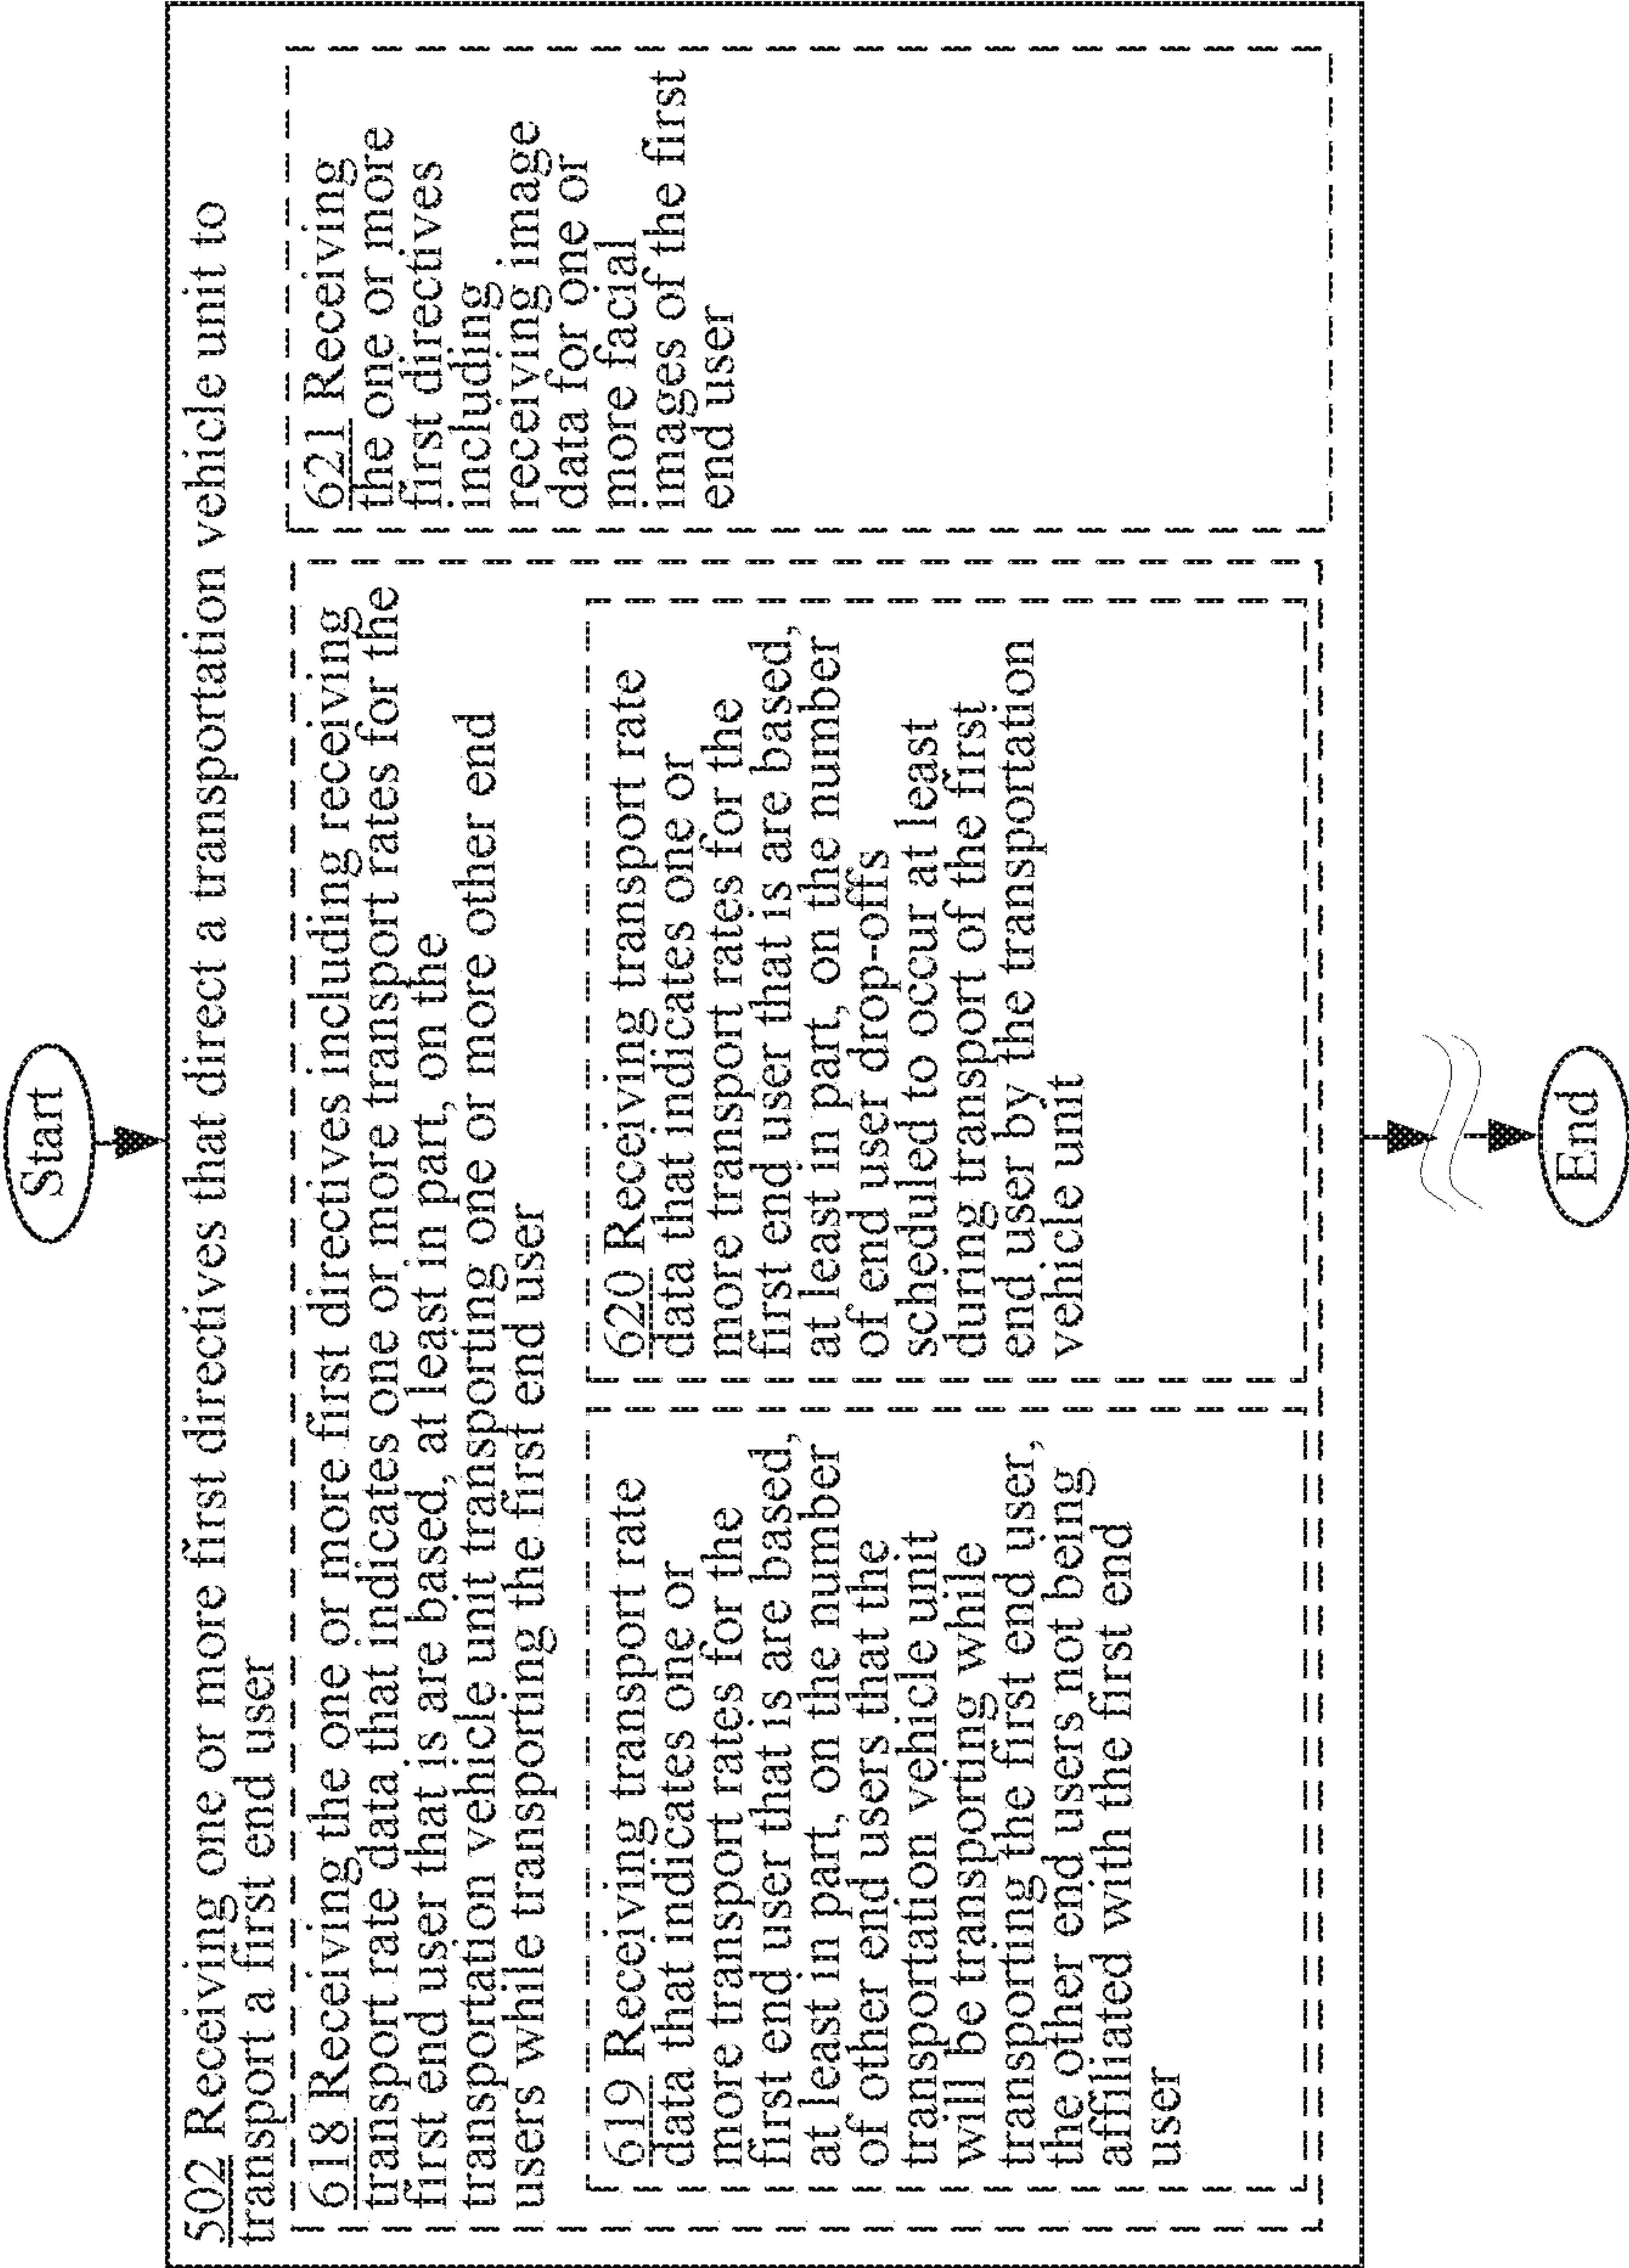 Start
502 Receiving one or more first directives that direct a transportation vehicle unit to
transport a first end user
618 Receiving the one or more first directives including receiving
transport rate data that indicates one or more transport rates for the
first end user that is are based, at least in part, on the
transportation vehicle unit transporting one or more other end
users while transporting the first end user
619 Receiving transport rate
data that indicates one or
more transport rates for the
first end user that is are based,
at least in part, on the number
of other end users that the
transportation vehicle unit
will be transporting while
transporting the first end user,
the other end users not being
affiliated with the first end
user
620 Receiving transport rate
data that indicates one or
more transport rates for the
first end user that is are based,
at least in part, on the number
of end user drop-offs
scheduled to occur at least
during transport of the first
end user by the transportation
vehicle unit
621 Receiving
the one or more
first directives
including
receiving image
data for one or
more facial
images of the first
end user
End